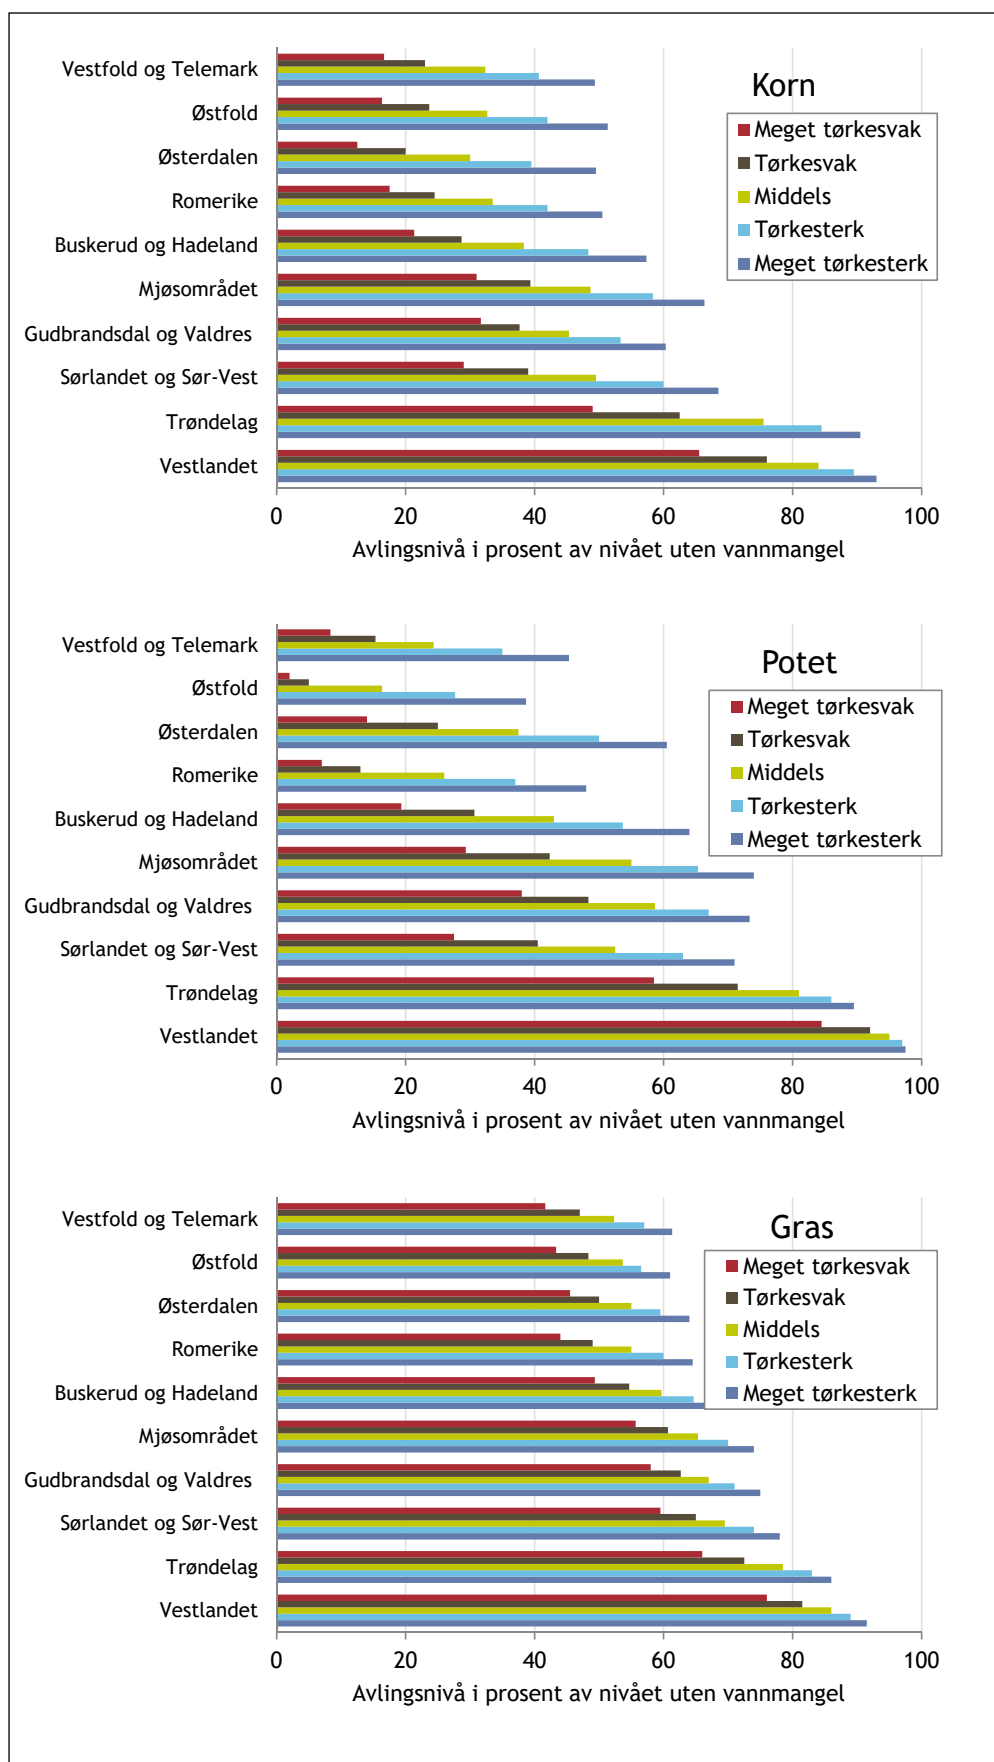 Korn
Meget tørkesvak
Tørkesvak
Middels
Tørkesterk
Meget tørkesterk
Vestfold og Telemark
Østfold
Østerdalen
Romerike
Buskerud og Hadeland
Mjøsområdet
Gudbrandsdal og Valdres
Sørlandet og Sør-Vest
Trøndelag
Vestlandet
0 20 40 60 80 100
Avlingsnivå i prosent av nivået uten vannmangel
Potet
Meget tørkesvak
Tørkesvak
Middels
Tørkesterk
Meget tørkesterk
Vestfold og Telemark
Østfold
Østerdalen
Romerike
Buskerud og Hadeland
Mjøsområdet
Gudbrandsdal og Valdres
Sørlandet og Sør-Vest
Trøndelag
Vestlandet
0 20 40 60 80 100
Avlingsnivå i prosent av nivået uten vannmangel
Gras
Meget tørkesvak
Tørkesvak
Middels
Tørkesterk
Meget tørkesterk
Vestfold og Telemark
Østfold
Østerdalen
Romerike
Buskerud og Hadeland
Mjøsområdet
Gudbrandsdal og Valdres
Sørlandet og Sør-Vest
Trøndelag
Vestlandet
0 20 40 60 80 100
Avlingsnivå i prosent av nivået uten vannmangel